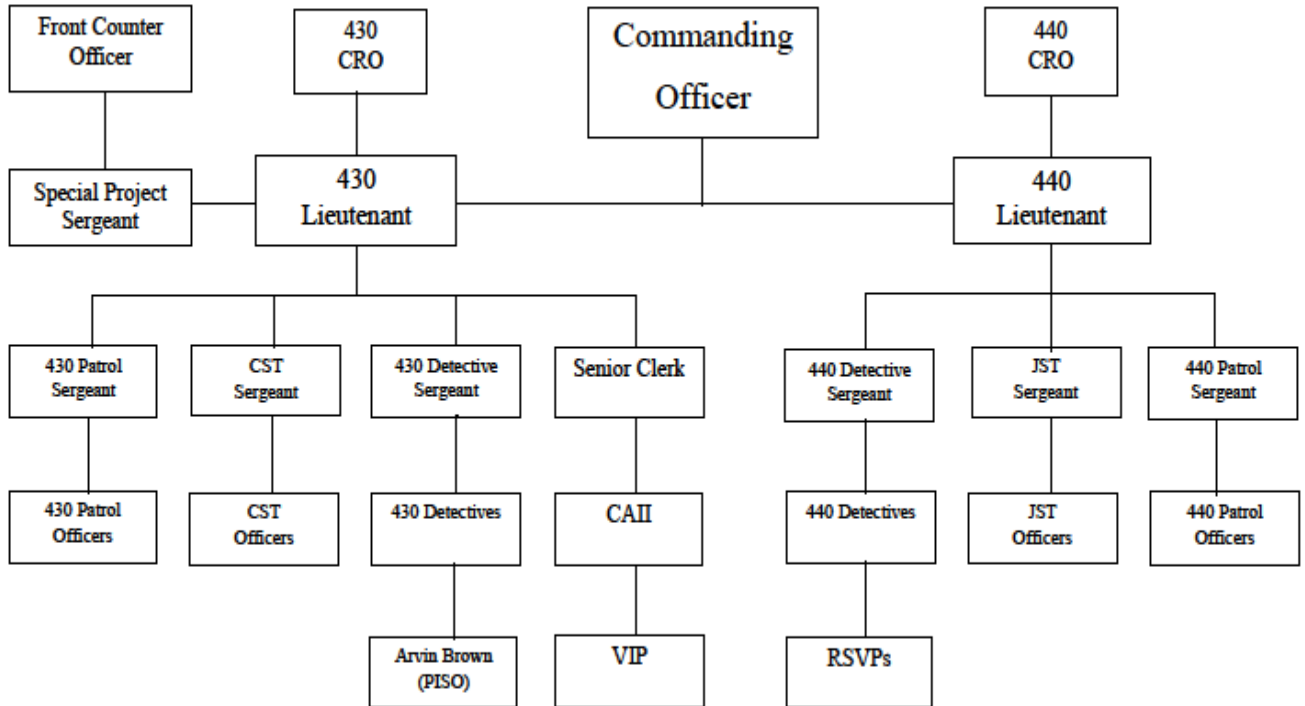 Front Counter
Officer
430
CRO
Commanding
Officer
440
CRO
Special Project
Sergeant
430
Lieutenant
440
Lieutenant
430 Patrol
Sergeant
CST
Sergeant
430 Detective
Sergeant
Senior Clerk
440 Detective
Sergeant
JST
Sergeant
440 Patrol
Sergeant
430 Patrol
Officers
CST
Officers
430 Detectives
CAII
440 Detectives
JST
Officers
440 Patrol
Officers
Arvin Brown
(PISO)
VIP
RSVPs